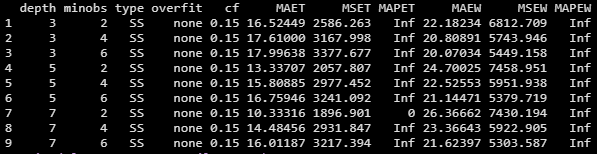 depth minobs type overfit cf MAET MSET MAPET MAEW MSEW MAPEW
1 3 2 SS none 0.15 16.52449 2586.263 Inf 22.18234 6812.709 Inf
2 3 4 SS none 0.15 17.61000 3167.998 Inf 20.80891 5743.946 Inf
3 3 6 SS none 0.15 17.99638 3377.677 Inf 20.07034 5449.158 Inf
4 5 2 SS none 0.15 13.33707 2057.807 Inf 24.70025 7458.951 Inf
5 5 4 SS none 0.15 15.80885 2977.452 Inf 22.52553 5951.938 Inf
6 5 6 SS none 0.15 16.75946 3241.092 Inf 21.14471 5379.719 Inf
7 7 2 SS none 0.15 10.33316 1896.901 0 26.36662 7430.194 Inf
8 7 4 SS none 0.15 14.48456 2931.847 Inf 23.36643 5922.905 Inf
9 7 6 SS none 0.15 16.01187 3217.394 Inf 21.62397 5303.587 Inf